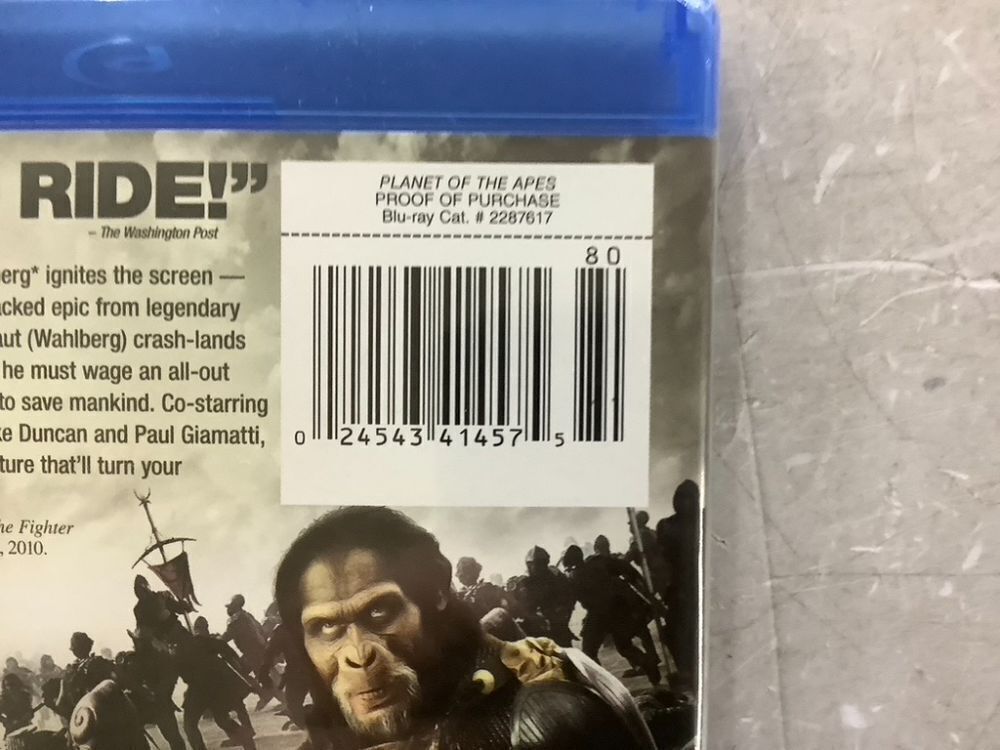 RIDE!”
– The Washington Post
erg* ignites the screen —
acked epic from legendary
aut (Wahlberg) crash-lands
he must wage an all-out
to save mankind. Co-starring
ke Duncan and Paul Giamatti,
ture that'll turn your
he Fighter
, 2010.
PLANET OF THE APES
PROOF OF PURCHASE
Blu-ray Cat. # 2287617
80
0 24543 41457 5